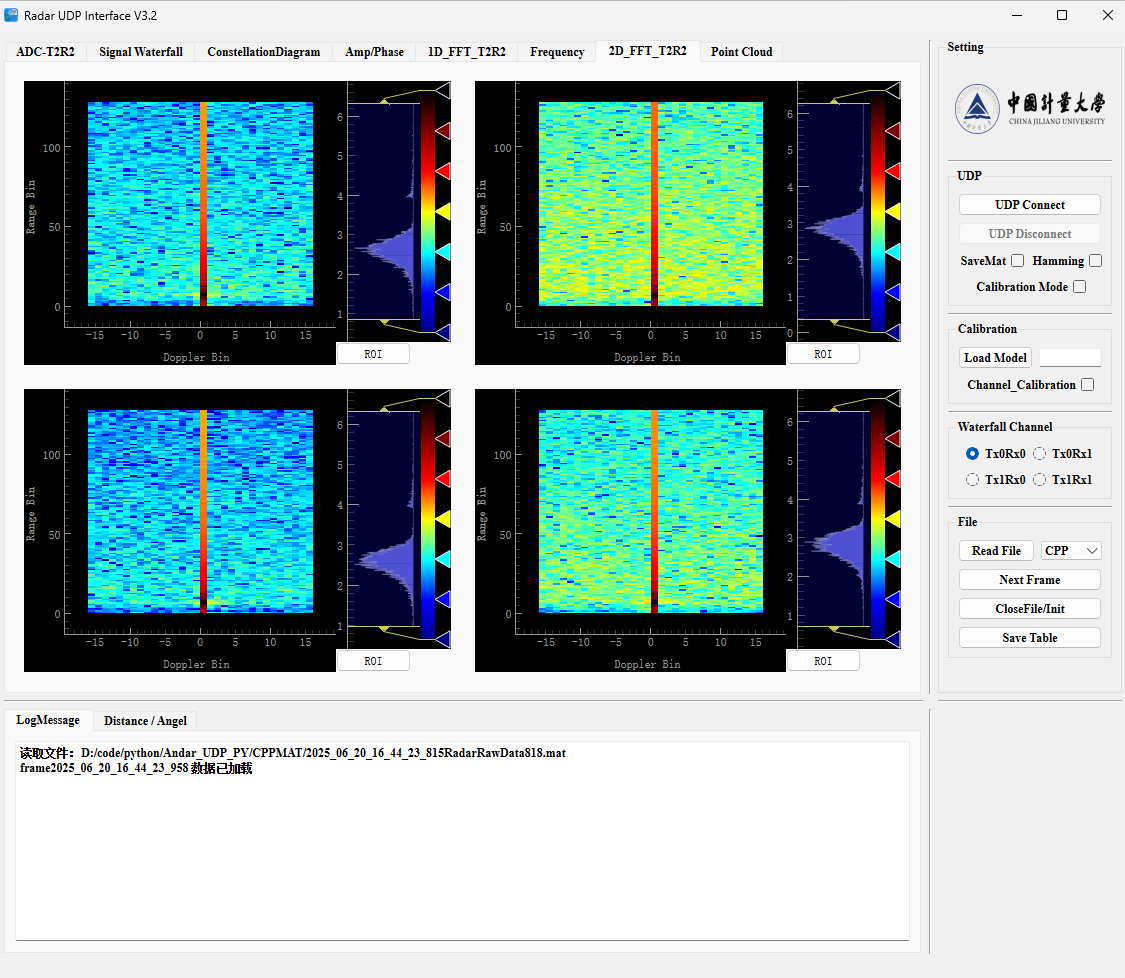 Radar UDP Interface V3.2
ADC-T2R2 Signal Waterfall ConstellationDiagram Amp/Phase 1D_FFT_T2R2 Frequency 2D_FFT_T2R2 Point Cloud
Range Bin
100
50
0
−15 −10 −5 0 5 10 15
Doppler Bin
6
5
4
3
2
1
ROI
Range Bin
100
50
0
−15 −10 −5 0 5 10 15
Doppler Bin
6
5
4
3
2
1
0
ROI
Range Bin
100
50
0
−15 −10 −5 0 5 10 15
Doppler Bin
6
5
4
3
2
1
ROI
Range Bin
100
50
0
−15 −10 −5 0 5 10 15
Doppler Bin
6
5
4
3
2
1
ROI
Setting
中國計量大學
CHINA JILIANG UNIVERSITY
UDP
UDP Connect
UDP Disconnect
SaveMat Hamming
Calibration Mode
Calibration
Load Model
Channel_Calibration
Waterfall Channel
Tx0Rx0 Tx0Rx1
Tx1Rx0 Tx1Rx1
File
Read File CPP
Next Frame
CloseFile/Init
Save Table
LogMessage Distance / Angel
读取文件：D:/code/python/Andar_UDP_PY/CPPMAT/2025_06_20_16_44_23_815RadarRawData818.mat
frame2025_06_20_16_44_23_958 数据已加载